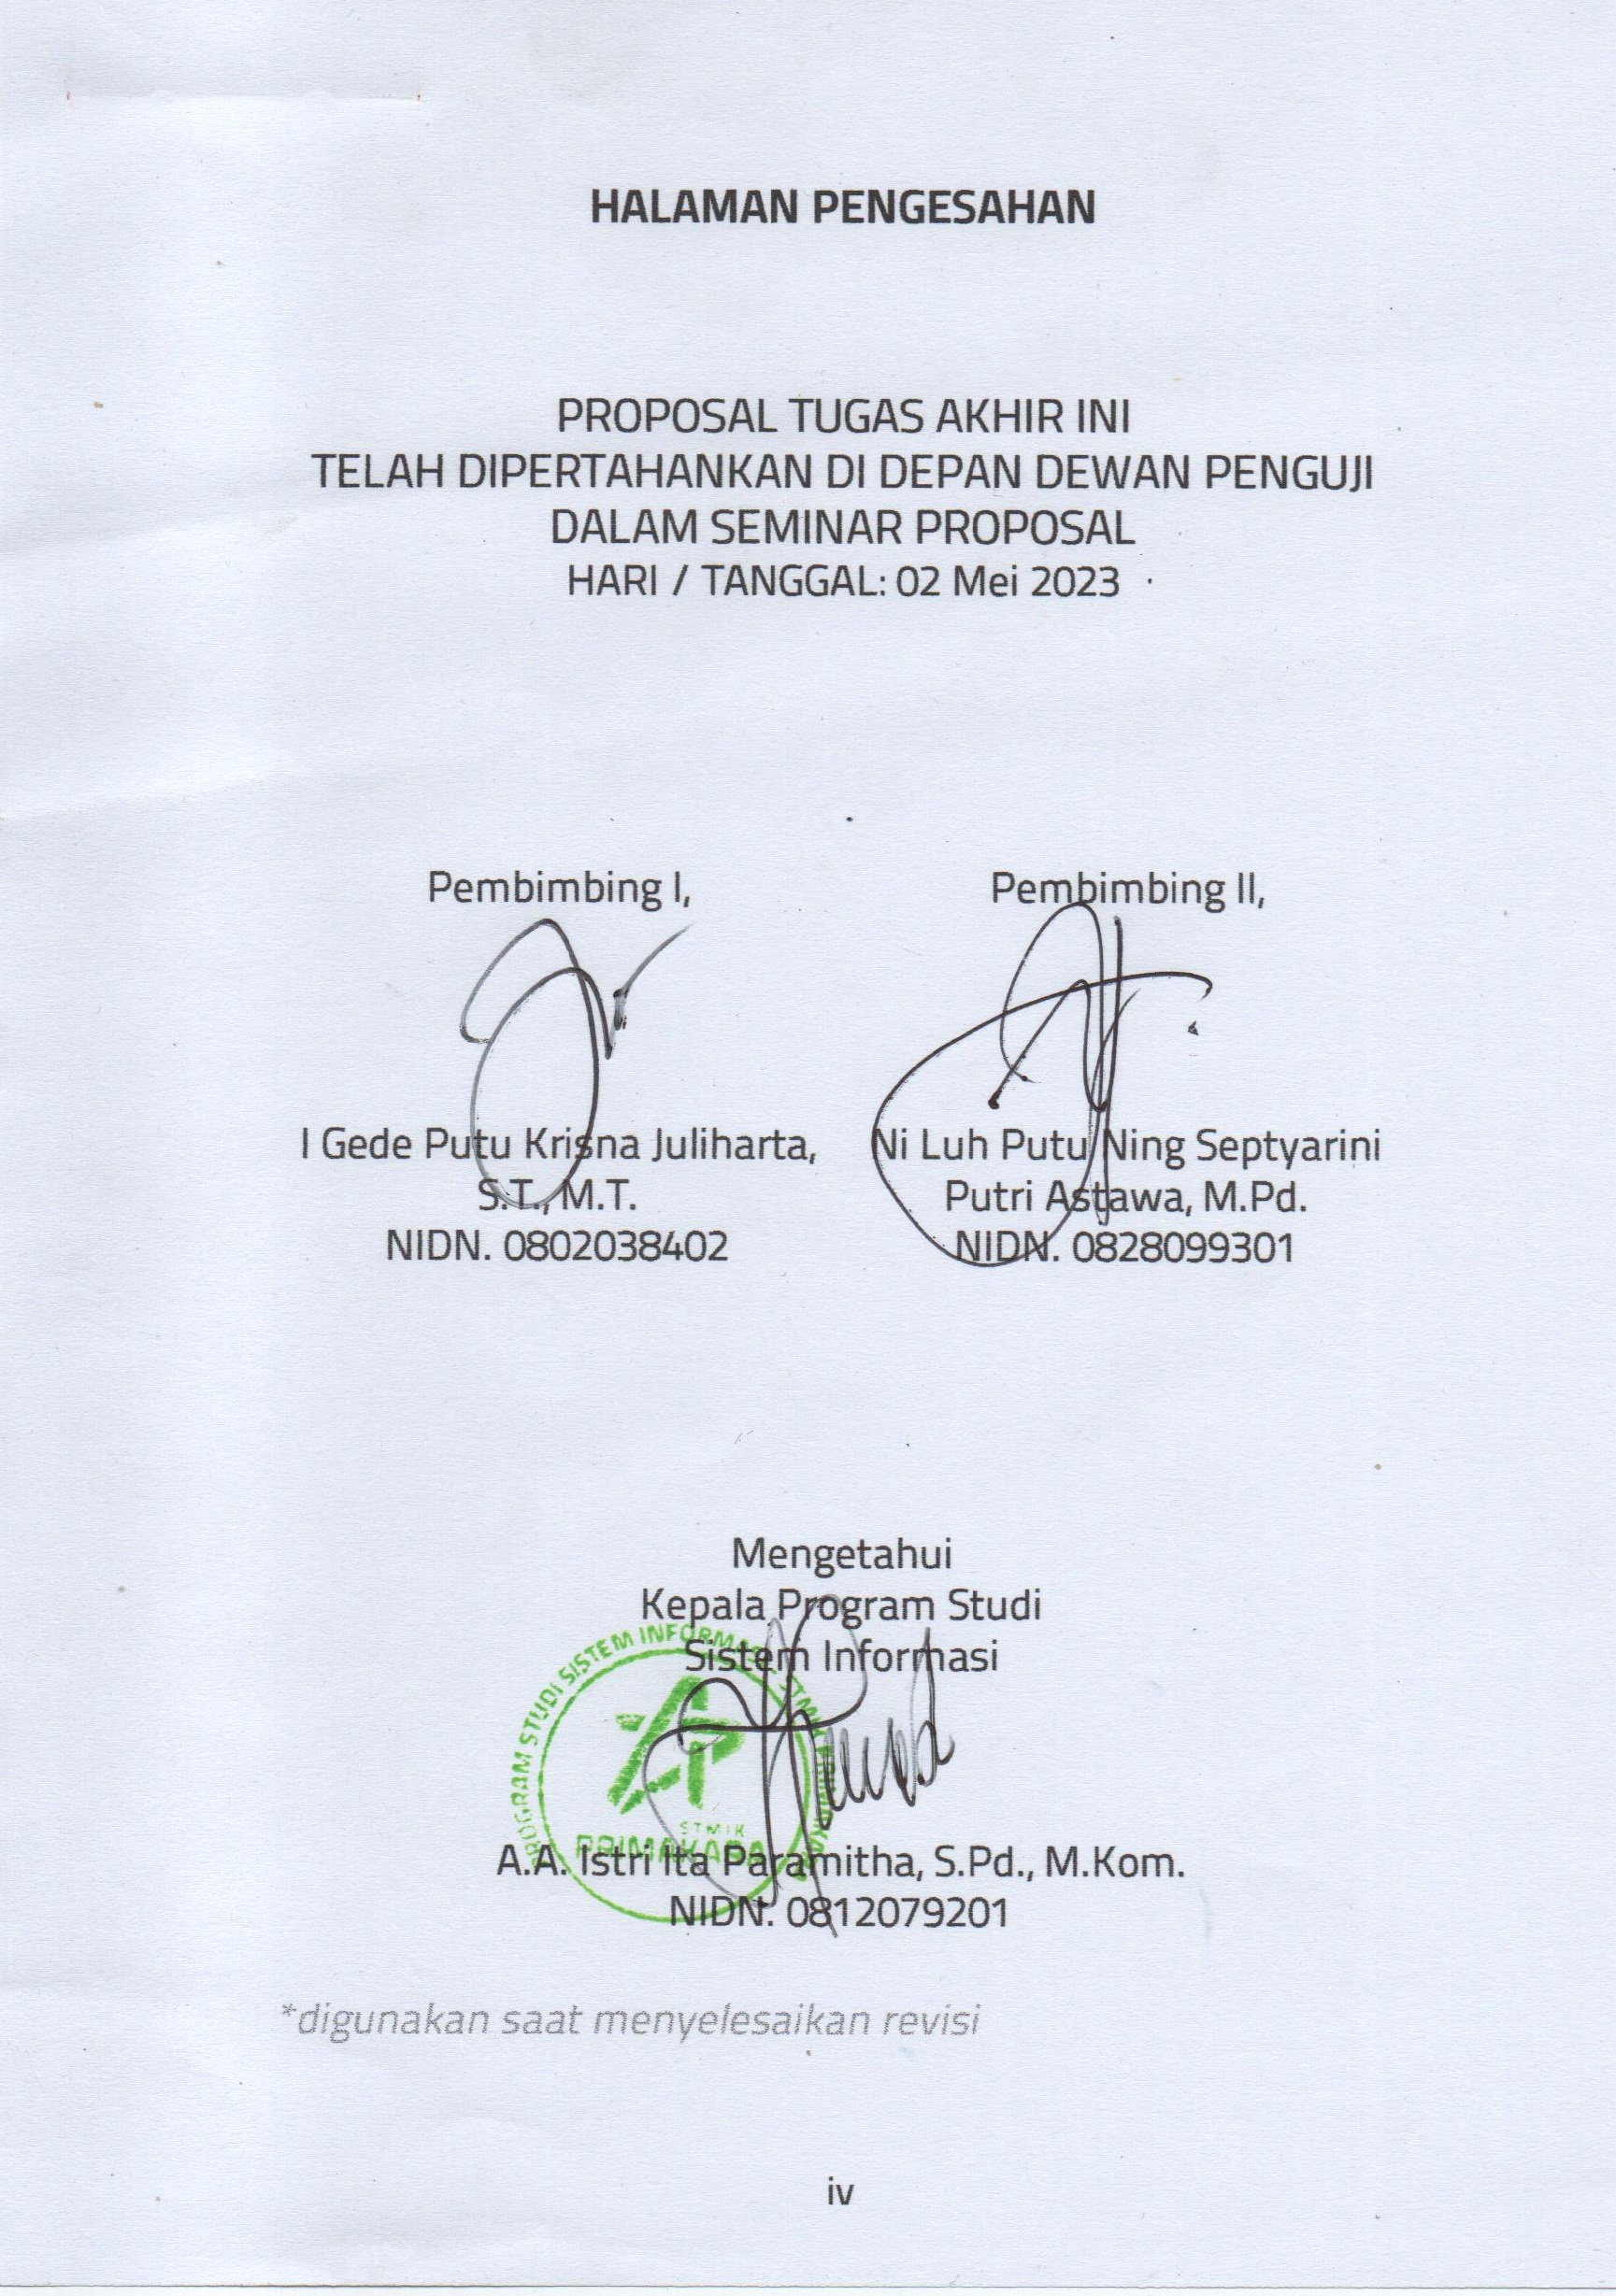 HALAMAN PENGESAHAN
PROPOSAL TUGAS AKHIR INI
TELAH DIPERTAHANKAN DI DEPAN DEWAN PENGUJI
DALAM SEMINAR PROPOSAL
HARI / TANGGAL: 02 Mei 2023
Pembimbing I,
I Gede Putu Krisna Juliharta,
S.T., M.T.
NIDN. 0802038402
Pembimbing II,
Ni Luh Putu Ning Septyarini
Putri Astawa, M.Pd.
NIDN. 0828099301
Mengetahui
Kepala Program Studi
Sistem Informasi
PROGRAM STUDI SISTEM INFORMASI - STMIK PRIMAKARA
STMIK
PRIMAKARA
A.A. Istri Ita Paramitha, S.Pd., M.Kom.
NIDN. 0812079201
*digunakan saat menyelesaikan revisi
iv